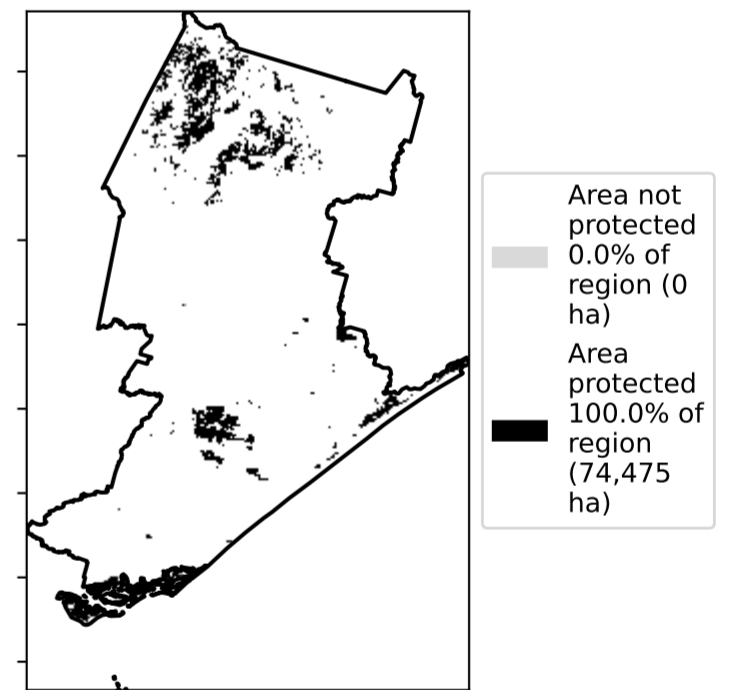 Area not
protected
0.0% of
region (0
ha)
Area
protected
100.0% of
region
(74,475
ha)